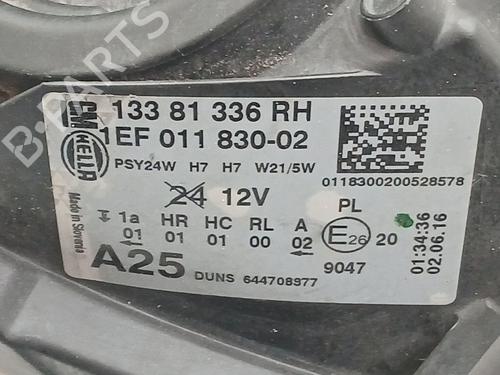 GM 133 81 336 RH
HELLA 1EF 011 830-02
PSY24W H7 H7 W21/5W
0118300200528578
24 12V
1a HR HC RL A PL
01 01 01 00 02 E26 20
A25 DUNS 644708977 9047
Made in Slovenia
01:34:36
02.06.16
B-PARTS